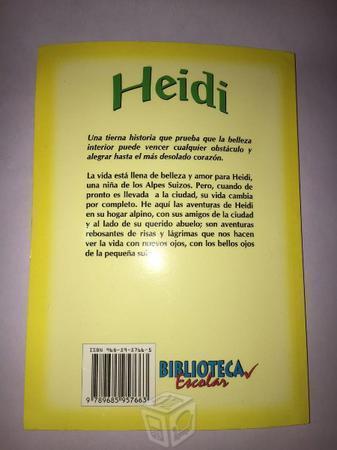 Heidi
Una tierna historia que prueba que la belleza
interior puede vencer cualquier obstáculo y
alegrar hasta el más desolado corazón.
La vida está llena de belleza y amor para Heidi,
una niña de los Alpes Suizos. Pero, cuando de
pronto es llevada a la ciudad, su vida cambia
por completo. He aquí las aventuras de Heidi
en su hogar alpino, con sus amigos de la ciudad
y al lado de su querido abuelo; son aventuras
rebosantes de risas y lágrimas que nos hacen
ver la vida con nuevos ojos, con los bellos ojos
de la pequeña
ISBN
9 789685 957663
BIBLIOTECA
Escolar